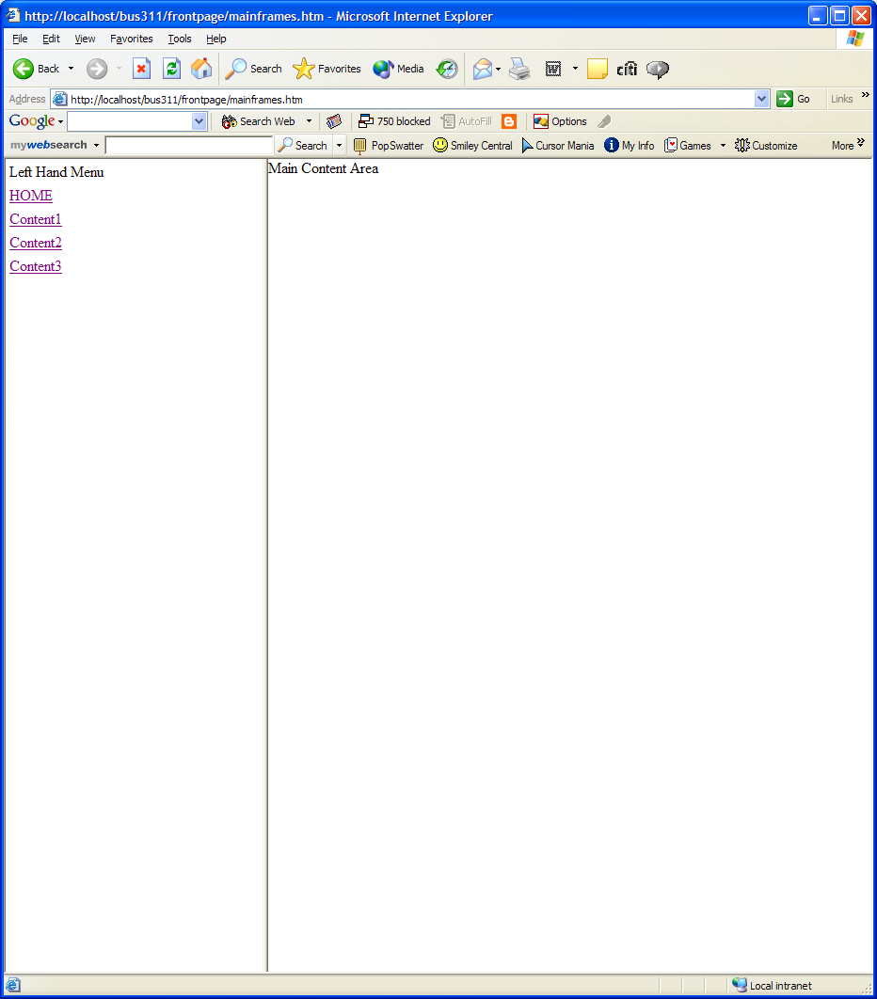 http://localhost/bus311/frontpage/mainframes.htm - Microsoft Internet Explorer
File Edit View Favorites Tools Help
Back Search Favorites Media W citi
Address http://localhost/bus311/frontpage/mainframes.htm Go Links »
Google Search Web 750 blocked AutoFill Options
mywebsearch Search PopSwatter Smiley Central Cursor Mania My Info Games Customize More »
Left Hand Menu
HOME
Content1
Content2
Content3
Main Content Area
Local intranet